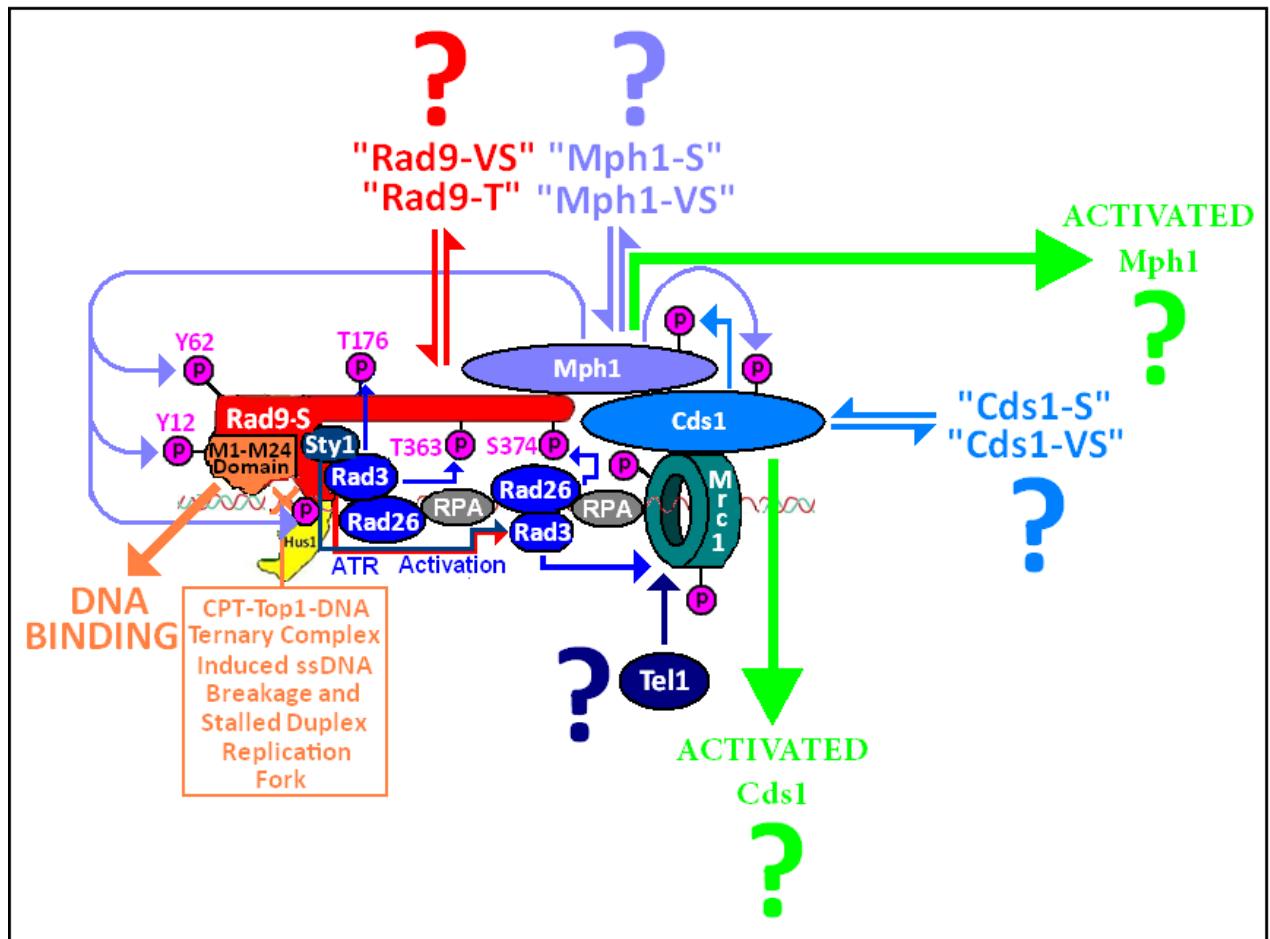 ?
?
"Rad9-VS"
"Rad9-T"
"Mph1-S"
"Mph1-VS"
ACTIVATED
Mph1
?
Y62
P
T176
P
P
P
Mph1
Y12
P
Rad9-S
M1-M24
Domain
Sty1
Rad3
Rad26
T363
P
S374
P
Cds1
"Cds1-S"
"Cds1-VS"
?
P
Mrc1
RPA
Rad26
Rad3
RPA
P
Hus1
ATR Activation
P
DNA
BINDING
CPT-Top1-DNA
Ternary Complex
Induced ssDNA
Breakage and
Stalled Duplex
Replication
Fork
?
Tel1
ACTIVATED
Cds1
?